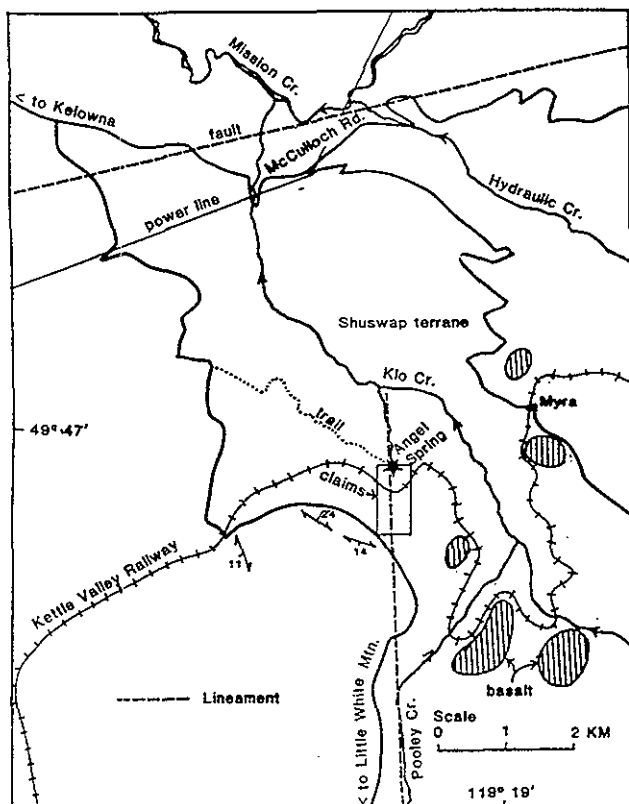 Mission Cr.
< to Kelowna
fault
McCulloch Rd.
Hydraulic Cr.
power line
Shuswap terrane
Klo Cr.
Myra
trail
49° 47'
Angel
Spring
claims
24
11
14
Kettle Valley Railway
< to Little White Mtn.
basalt
Lineament
Scale
0 1 2 KM
Pooley Cr.
119° 19'